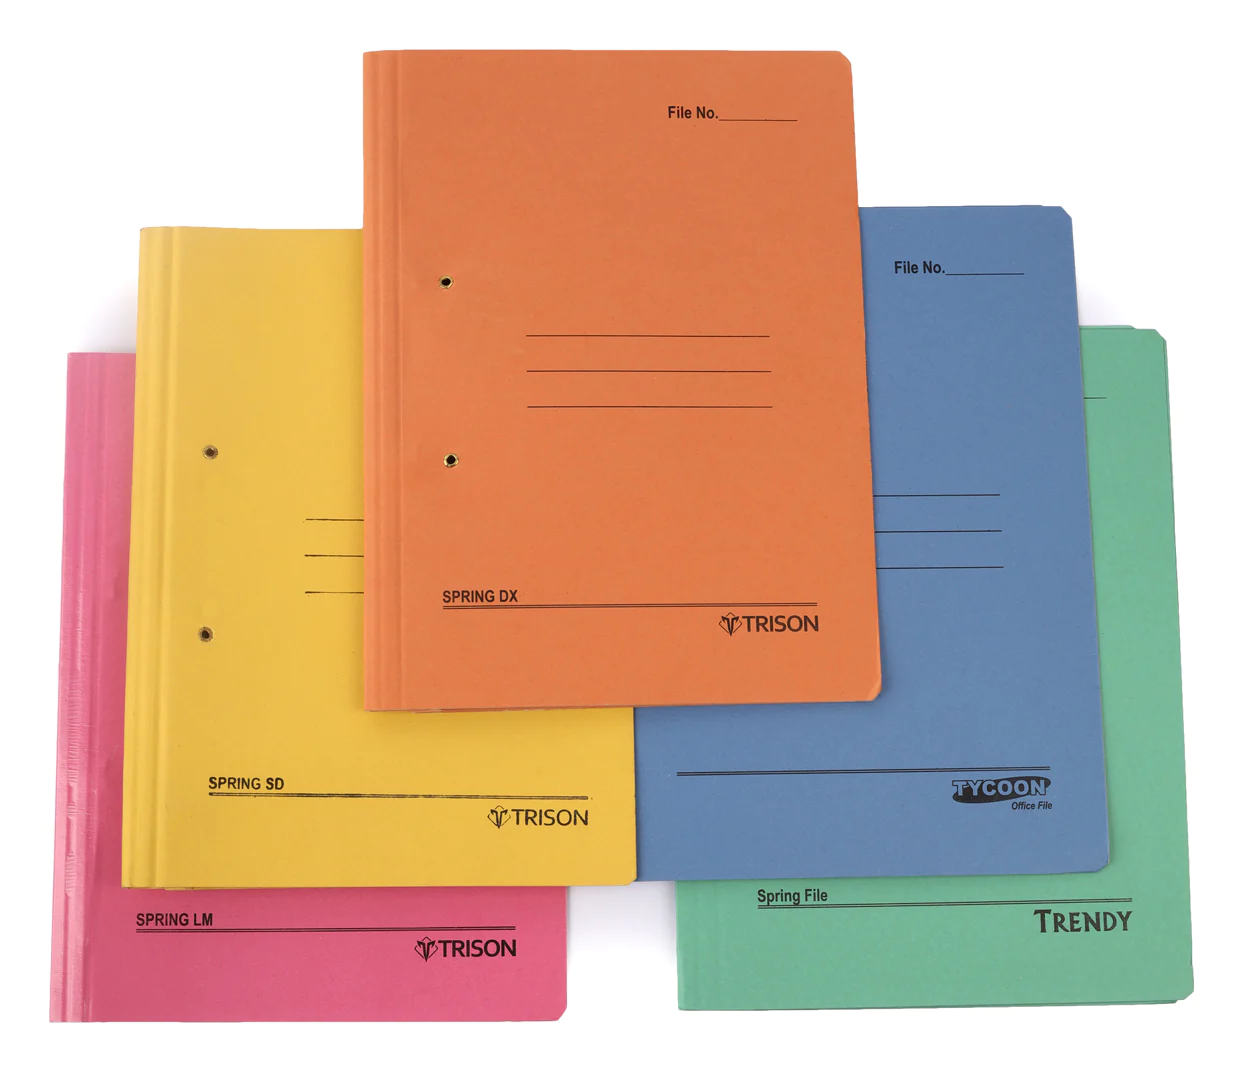 File No.
SPRING DX
TRISON
File No.
TYCOON
Office File
SPRING SD
TRISON
Spring File
TRENDY
SPRING LM
TRISON